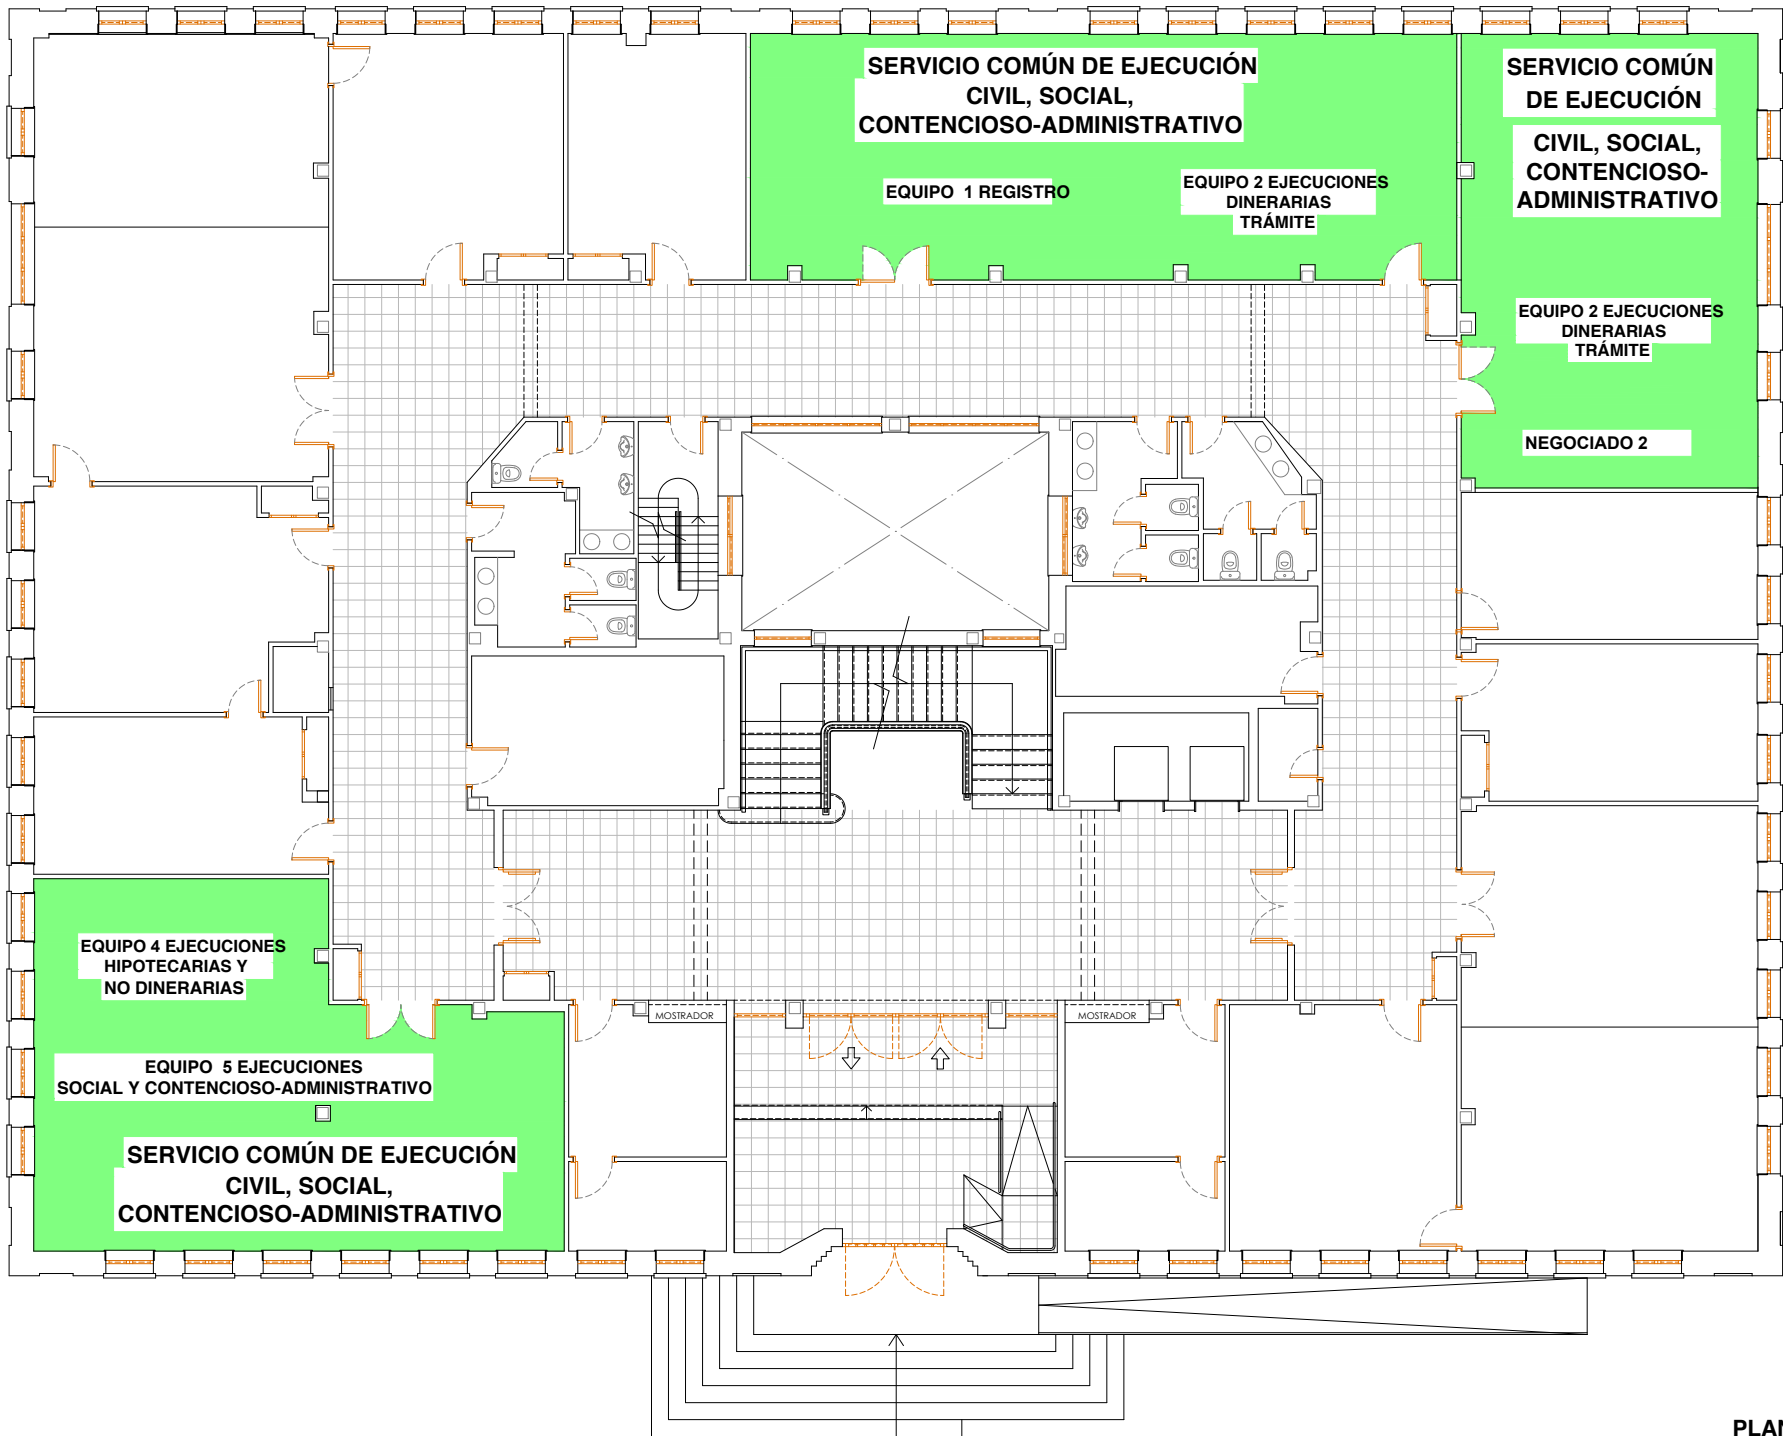 SERVICIO COMÚN DE EJECUCIÓN
CIVIL, SOCIAL,
CONTENCIOSO-ADMINISTRATIVO
EQUIPO 1 REGISTRO
EQUIPO 2 EJECUCIONES
DINERARIAS
TRÁMITE
SERVICIO COMÚN
DE EJECUCIÓN
CIVIL, SOCIAL,
CONTENCIOSO-
ADMINISTRATIVO
EQUIPO 2 EJECUCIONES
DINERARIAS
TRÁMITE
NEGOCIADO 2
EQUIPO 4 EJECUCIONES
HIPOTECARIAS Y
NO DINERARIAS
MOSTRADOR
MOSTRADOR
EQUIPO 5 EJECUCIONES
SOCIAL Y CONTENCIOSO-ADMINISTRATIVO
SERVICIO COMÚN DE EJECUCIÓN
CIVIL, SOCIAL,
CONTENCIOSO-ADMINISTRATIVO